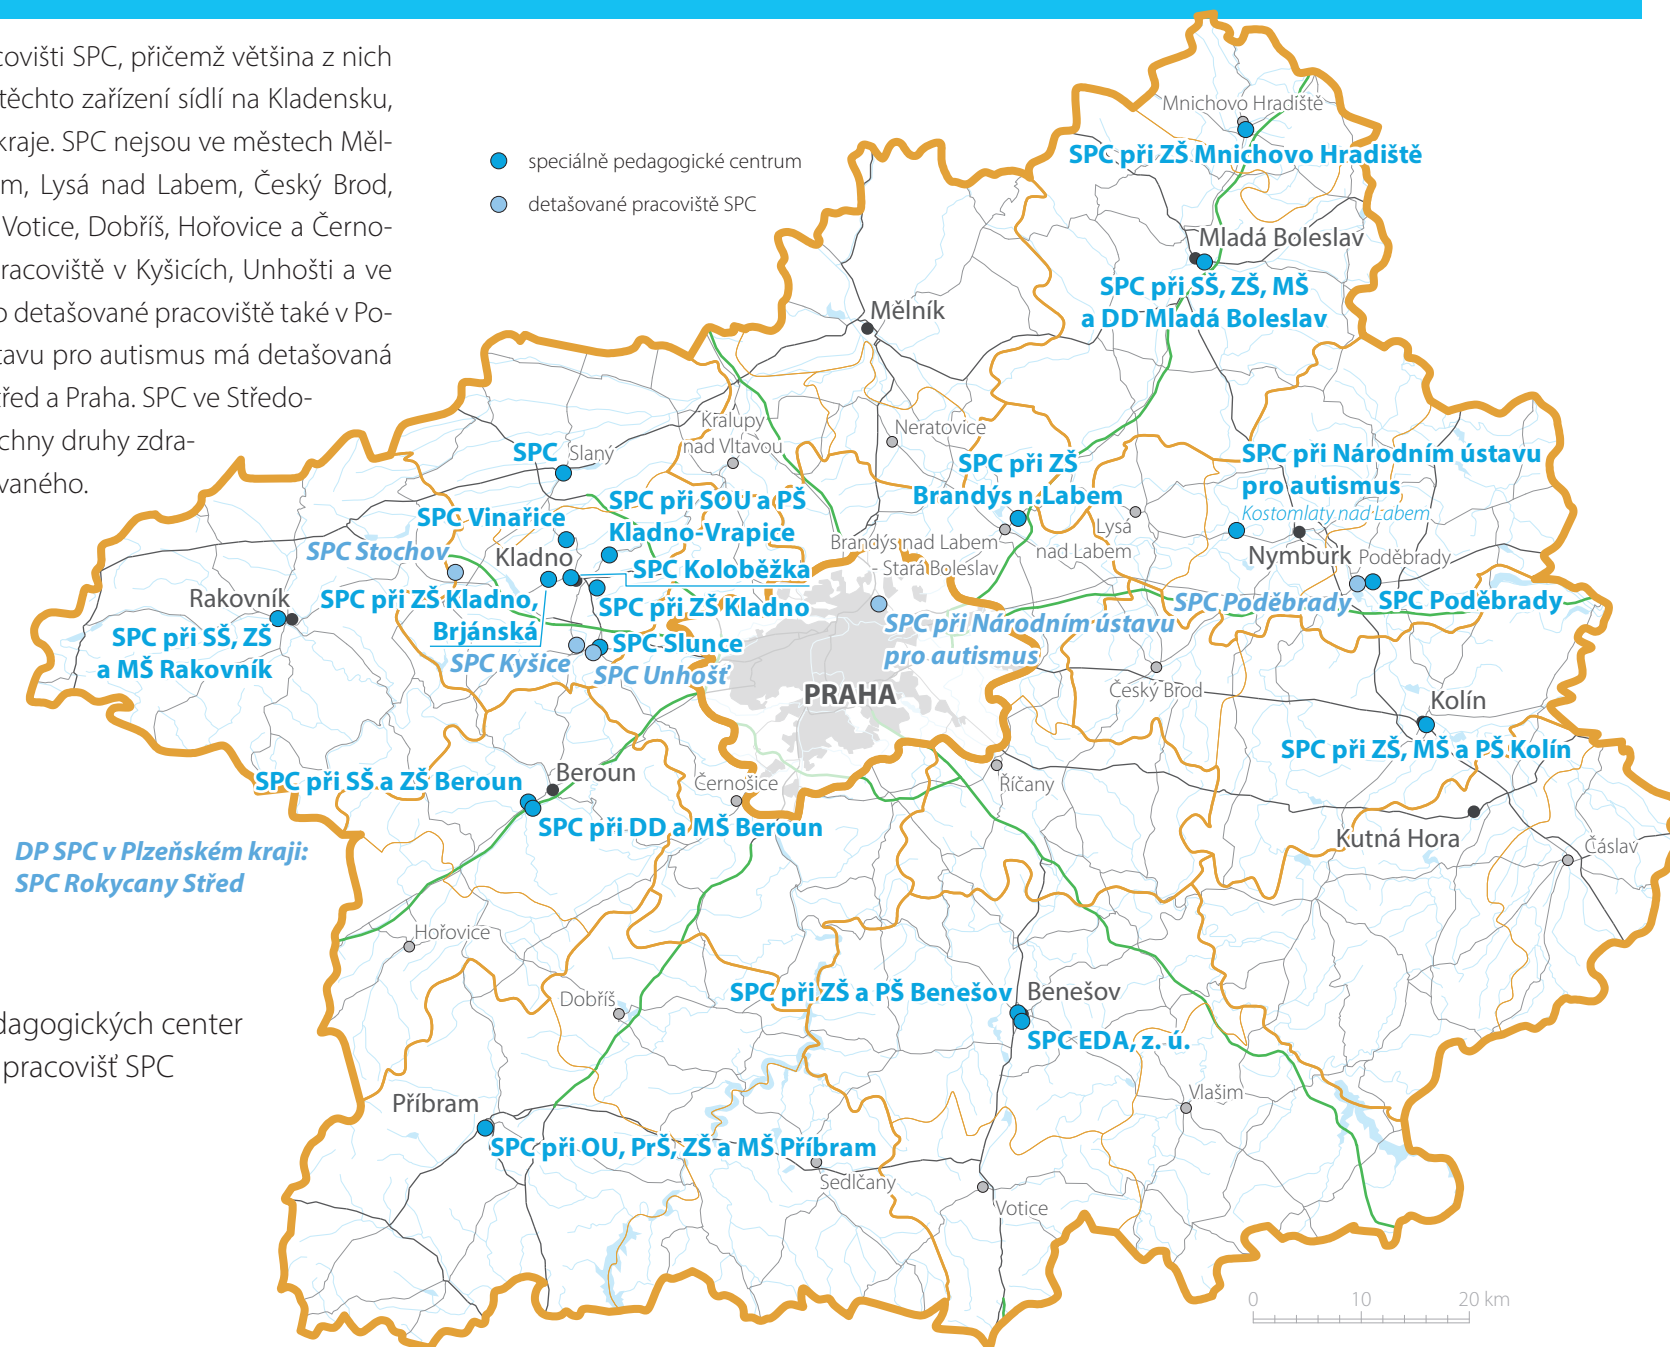 covišti SPC, přičemž většina z nich
těchto zařízení sídlí na Kladensku,
kraje. SPC nejsou ve městech Měl-
m, Lysá nad Labem, Český Brod,
Votice, Dobříš, Hořovice a Černo-
racoviště v Kyšicích, Unhošti a ve
o detašované pracoviště také v Po-
tavu pro autismus má detašovaná
třed a Praha. SPC ve Středo-
chny druhy zdra-
vaného.
speciálně pedagogické centrum
detašované pracoviště SPC
Mnichovo Hradiště
SPC při ZŠ Mnichovo Hradiště
Mladá Boleslav
SPC při SŠ, ZŠ, MŠ
a DD Mladá Boleslav
Mělník
Kralupy
nad Vltavou
Neratovice
SPC
Slaný
SPC při ZŠ
Brandýs n. Labem
SPC při Národním ústavu
pro autismus
Kostomlaty nad Labem
SPC při SOU a PŠ
Kladno-Vrapice
SPC Vinařice
Lysá
nad Labem
Brandýs nad Labem
- Stará Boleslav
SPC Stochov
Kladno
SPC Koloběžka
Nymburk
Poděbrady
Rakovník
SPC při ZŠ Kladno,
Brjánská
SPC při ZŠ Kladno
SPC Poděbrady
SPC Poděbrady
SPC při SŠ, ZŠ
a MŠ Rakovník
SPC Slunce
SPC Kyšice
SPC Unhošť
SPC při Národním ústavu
pro autismus
PRAHA
Český Brod
Kolín
SPC při ZŠ, MŠ a PŠ Kolín
SPC při SŠ a ZŠ Beroun
Beroun
Černošice
Říčany
SPC při DD a MŠ Beroun
Kutná Hora
Čáslav
DP SPC v Plzeňském kraji:
SPC Rokycany Střed
Hořovice
Dobříš
SPC při ZŠ a PŠ Benešov
Benešov
SPC EDA, z. ú.
dagogických center
pracovišť SPC
Příbram
Vlašim
SPC při OU, PrŠ, ZŠ a MŠ Příbram
Sedlčany
Votice
0 10 20 km